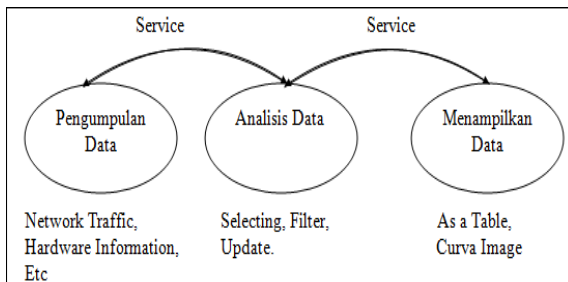 Service
Service
Pengumpulan
Data
Analisis Data
Menampilkan
Data
Network Traffic,
Hardware Information,
Etc
Selecting, Filter,
Update.
As a Table,
Curva Image